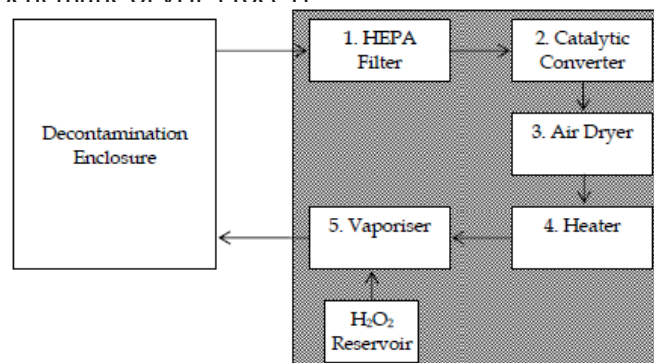 1. HEPA
Filter
2. Catalytic
Converter
Decontamination
Enclosure
3. Air Dryer
5. Vaporiser
4. Heater
H₂O₂
Reservoir